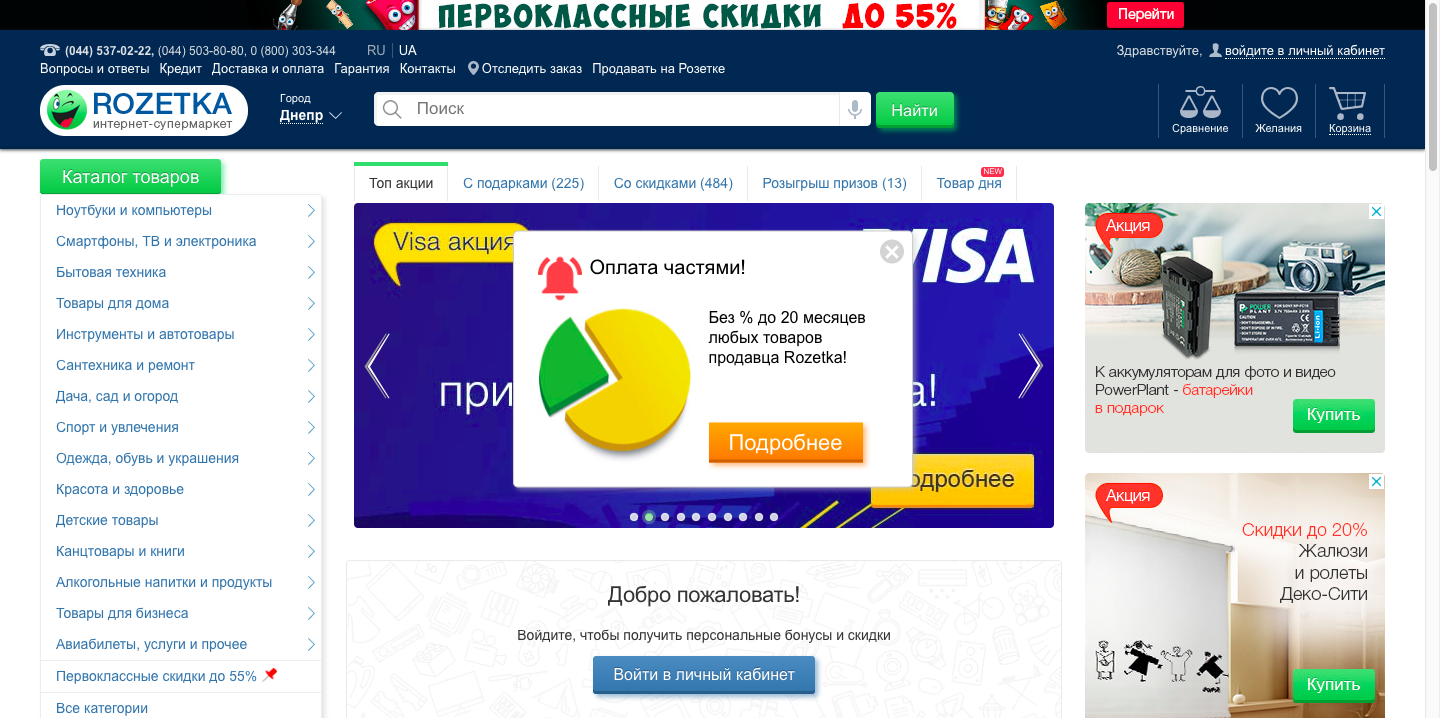 ПЕРВОКЛАССНЫЕ СКИДКИ ДО 55% Перейти
(044) 537-02-22, (044) 503-80-80, 0 (800) 303-344 RU UA
Здравствуйте, войдите в личный кабинет
Вопросы и ответы Кредит Доставка и оплата Гарантия Контакты Отследить заказ Продавать на Розетке
ROZETKA
интернет-супермаркет
Город
Днепр
Поиск
Найти
Сравнение
Желания
Корзина
Каталог товаров
Ноутбуки и компьютеры
Смартфоны, ТВ и электроника
Бытовая техника
Товары для дома
Инструменты и автотовары
Сантехника и ремонт
Дача, сад и огород
Спорт и увлечения
Одежда, обувь и украшения
Красота и здоровье
Детские товары
Канцтовары и книги
Алкогольные напитки и продукты
Товары для бизнеса
Авиабилеты, услуги и прочее
Первоклассные скидки до 55%
Все категории
Топ акции С подарками (225) Со скидками (484) Розыгрыш призов (13) Товар дня NEW
Visa акция
VISA
при
а!
одробнее
Оплата частями!
Без % до 20 месяцев
любых товаров
продавца Rozetka!
Подробнее
Добро пожаловать!
Войдите, чтобы получить персональные бонусы и скидки
Войти в личный кабинет
Акция
POWER
PLANT
Li-ion
К аккумуляторам для фото и видео
PowerPlant - батарейки
в подарок
Купить
Акция
Скидки до 20%
Жалюзи
и ролеты
Деко-Сити
Купить